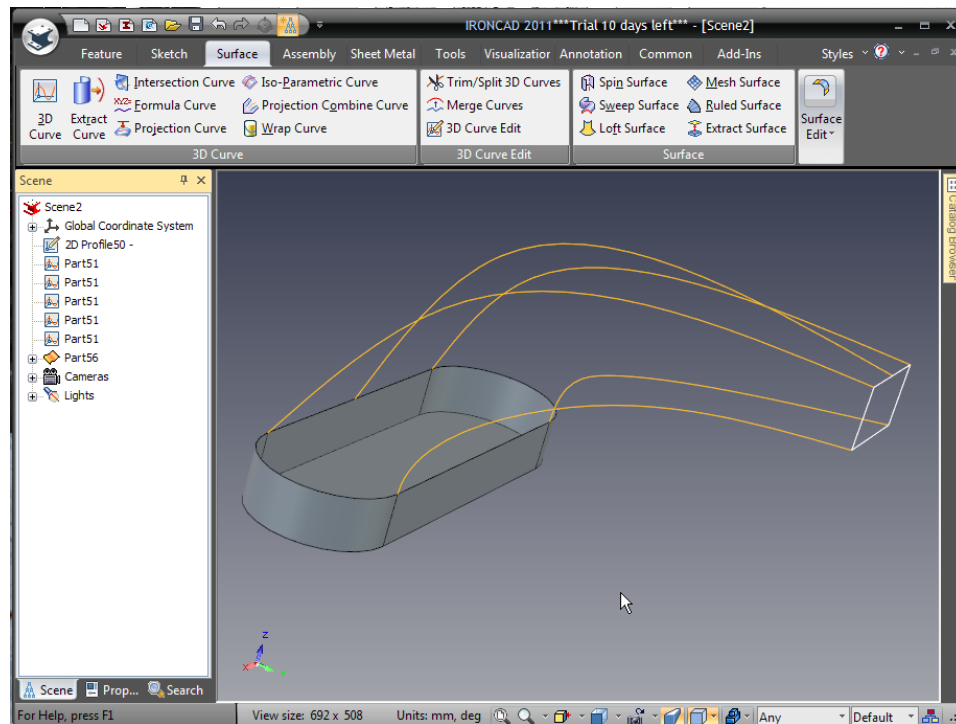 IRONCAD 2011***Trial 10 days left*** - [Scene2]
Feature Sketch Surface Assembly Sheet Metal Tools Visualization Annotation Common Add-Ins Styles
Intersection Curve Iso-Parametric Curve Trim/Split 3D Curves Spin Surface Mesh Surface
3D Curve Extract Curve XYZ= Formula Curve Projection Combine Curve Merge Curves Sweep Surface Ruled Surface Surface Edit
Projection Curve Wrap Curve 3D Curve Edit Loft Surface Extract Surface
3D Curve 3D Curve Edit Surface
Scene
Scene2
Global Coordinate System
2D Profile50 -
Part51
Part51
Part51
Part51
Part51
Part56
Cameras
Lights
Catalog Browser
z
x
Scene Prop... Search
For Help, press F1 View size: 692 x 508 Units: mm, deg Any Default